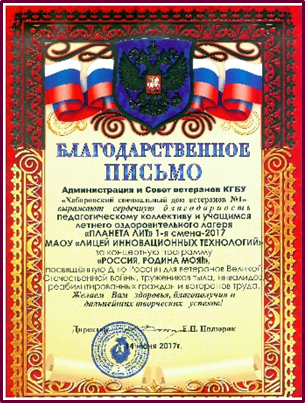 БЛАГОДАРСТВЕННОЕ
ПИСЬМО
Администрация и Совет ветеранов КГБУ
"Хабаровский специальный дом ветеранов №1"
выражают сердечную благодарность
педагогическому коллективу и учащимся
летнего оздоровительного лагеря
«ПЛАНЕТА ЛИТ» 1-я смена-2017
МАОУ «ЛИЦЕЙ ИННОВАЦИОННЫХ ТЕХНОЛОГИЙ»
за концертную программу
«РОССИЯ, РОДИНА МОЯ!»,
посвящённую Дню России для ветеранов Великой
Отечественной войны, тружеников тыла, инвалидов,
реабилитированных граждан и ветеранов труда.
Желаем Вам здоровья, благополучия и
дальнейших творческих успехов!
Директор Е.П.
14 июня 2017г.